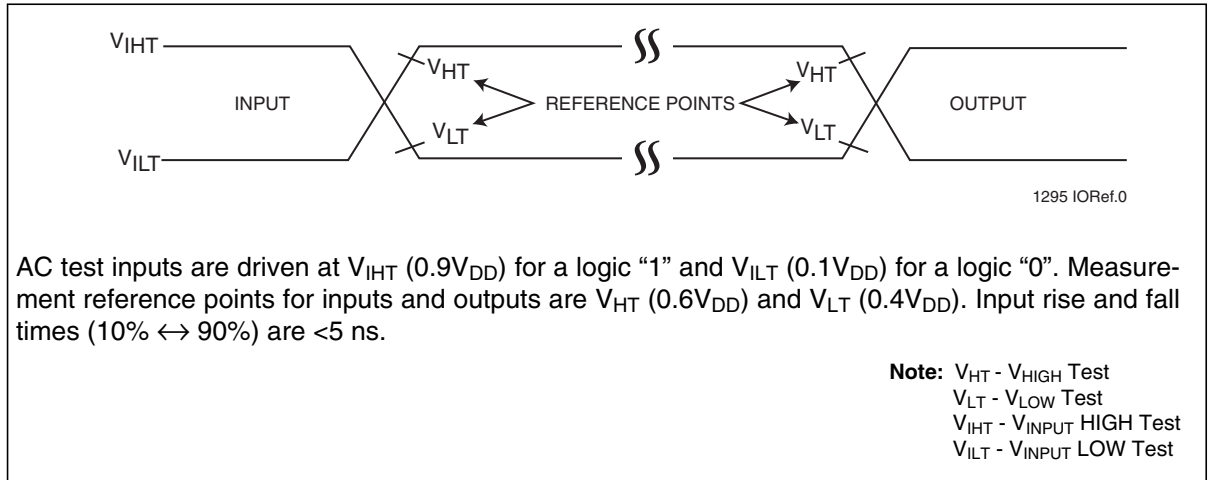 VIHT
VHT
VHT
INPUT
REFERENCE POINTS
OUTPUT
VLT
VLT
VILT
1295 IORef.0
AC test inputs are driven at VIHT (0.9VDD) for a logic “1” and VILT (0.1VDD) for a logic “0”. Measure-
ment reference points for inputs and outputs are VHT (0.6VDD) and VLT (0.4VDD). Input rise and fall
times (10% ↔ 90%) are <5 ns.
Note: VHT - VHIGH Test
VLT - VLOW Test
VIHT - VINPUT HIGH Test
VILT - VINPUT LOW Test